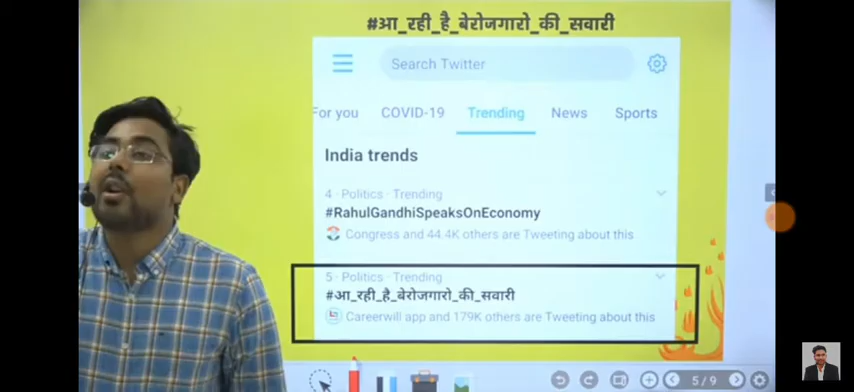 #आ_रही_है_बेरोजगारो_की_सवारी
Search Twitter
For you COVID-19 Trending News Sports
India trends
4 · Politics · Trending
#RahulGandhiSpeaksOnEconomy
Congress and 44.4K others are Tweeting about this
5 · Politics · Trending
#आ_रही_है_बेरोजगारो_की_सवारी
Careerwill app and 179K others are Tweeting about this
5 / 9